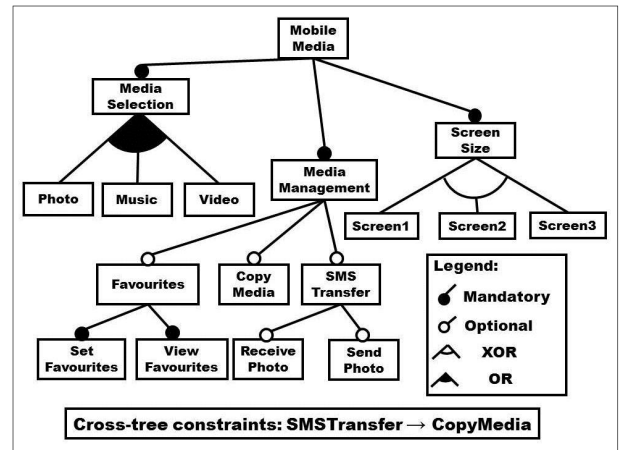 Mobile
Media
Media
Selection
Screen
Size
Media
Management
Photo
Music
Video
Screen1
Screen2
Screen3
Favourites
Copy
Media
SMS
Transfer
Set
Favourites
View
Favourites
Receive
Photo
Send
Photo
Legend:
Mandatory
Optional
XOR
OR
Cross-tree constraints: SMSTransfer → CopyMedia